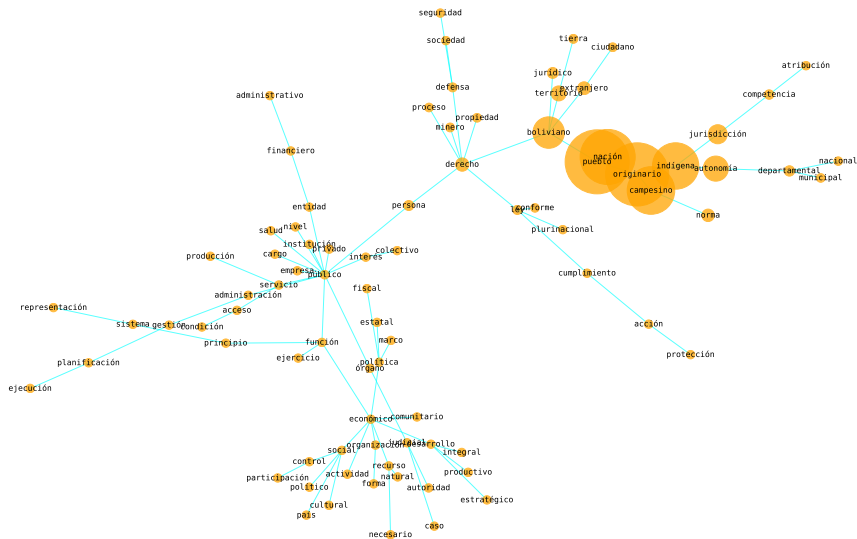 seguridad
tierra
sociedad
ciudadano
atribución
jurídico
defensa
extranjero
territorio
competencia
administrativo
proceso
propiedad
minero
boliviano
jurisdicción
financiero
nación
pueblo
nacional
derecho
indígena
autonomía
departamental
originario
municipal
campesino
entidad
persona
conforme
ley
norma
nivel
salud
plurinacional
institución
privado
colectivo
producción
cargo
interés
empresa
público
cumplimiento
servicio
fiscal
administración
representación
acceso
sistema
gestión
condición
estatal
acción
principio
función
marco
protección
ejercicio
planificación
política
órgano
ejecución
económico
comunitario
judicial
desarrollo
organización
social
integral
control
recurso
productivo
participación
actividad
natural
político
forma
autoridad
estratégico
cultural
país
caso
necesario